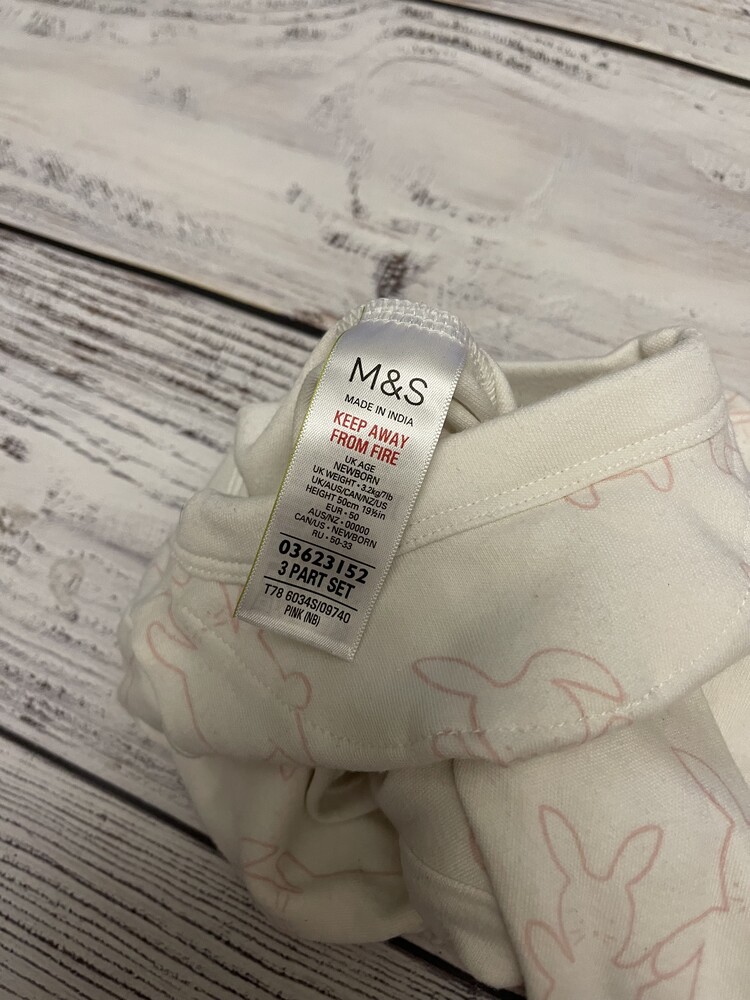 M&S
MADE IN INDIA
KEEP AWAY
FROM FIRE
UK AGE
NEWBORN
UK WEIGHT • 3.2kg/7lb
UK/AUS/CAN/NZ/US
HEIGHT 50cm 19½in
EUR • 50
AUS/NZ • 00000
CAN/US • NEWBORN
RU • 50-33
03623152
3 PART SET
T78 6034S/09740
PINK (NB)